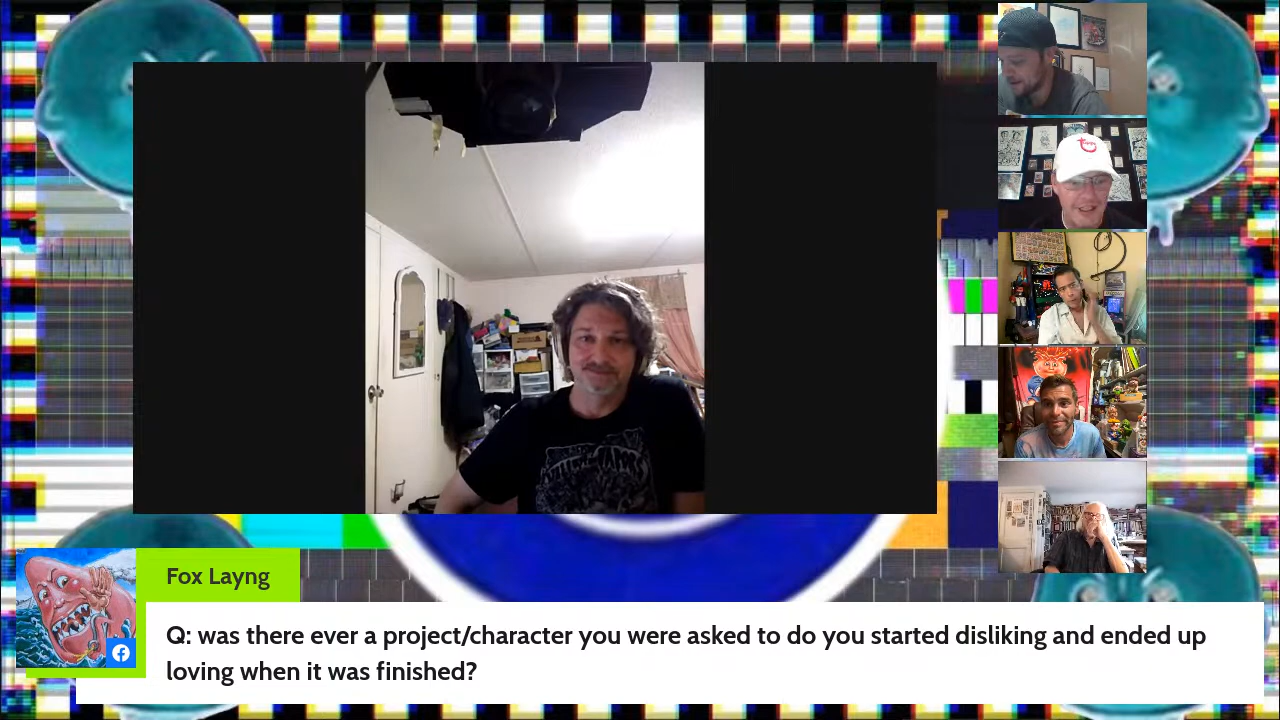 Fox Layng
Q: was there ever a project/character you were asked to do you started disliking and ended up
loving when it was finished?